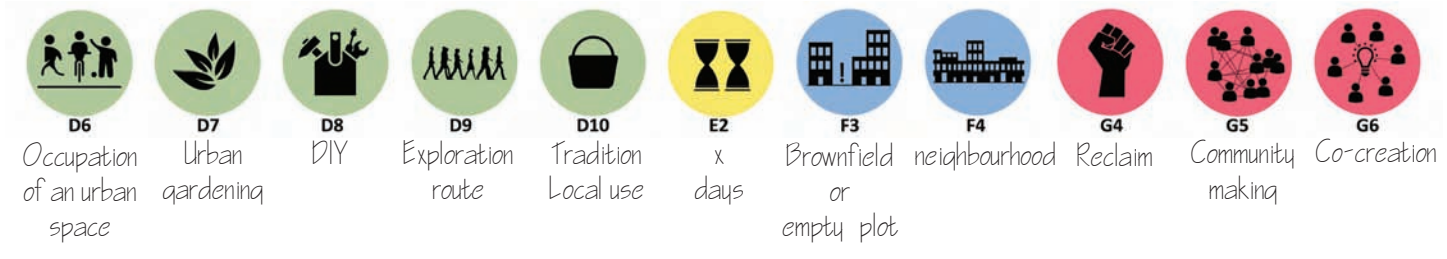 D6 D7 D8 D9 D10 E2 F3 F4 G4 G5 G6
Occupation
of an urban
space
Urban
gardening
DIY
Exploration
route
Tradition
Local use
x
days
Brownfield
or
empty plot
neighbourhood
Reclaim
Community
making
Co-creation